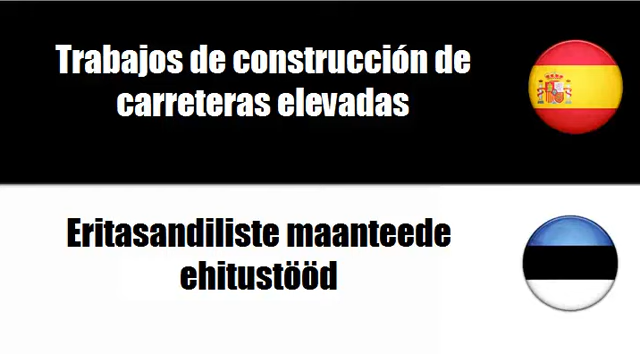 Trabajos de construcción de
carreteras elevadas
Eritasandiliste maanteede
ehitustööd